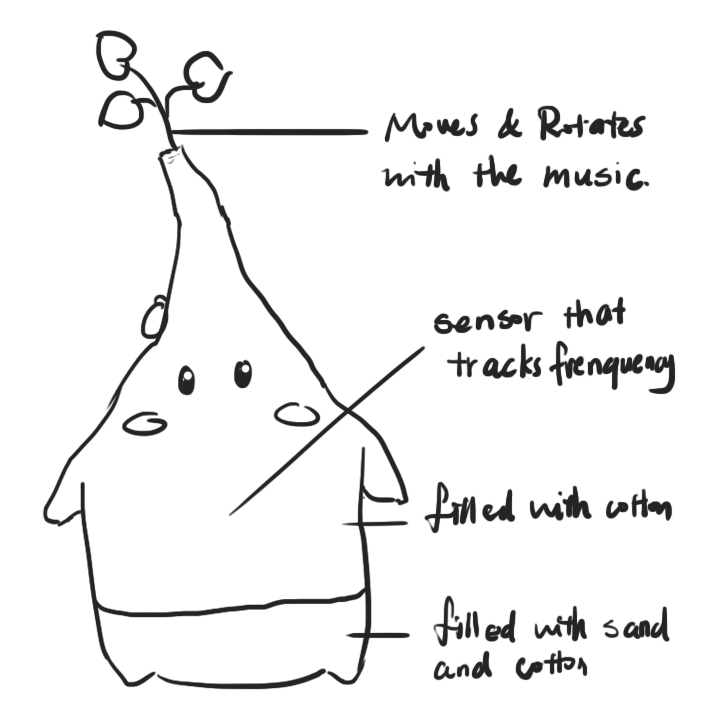 Moves & Rotates
with the music.
sensor that
tracks frenquency
filled with cotton
filled with sand
and cotton